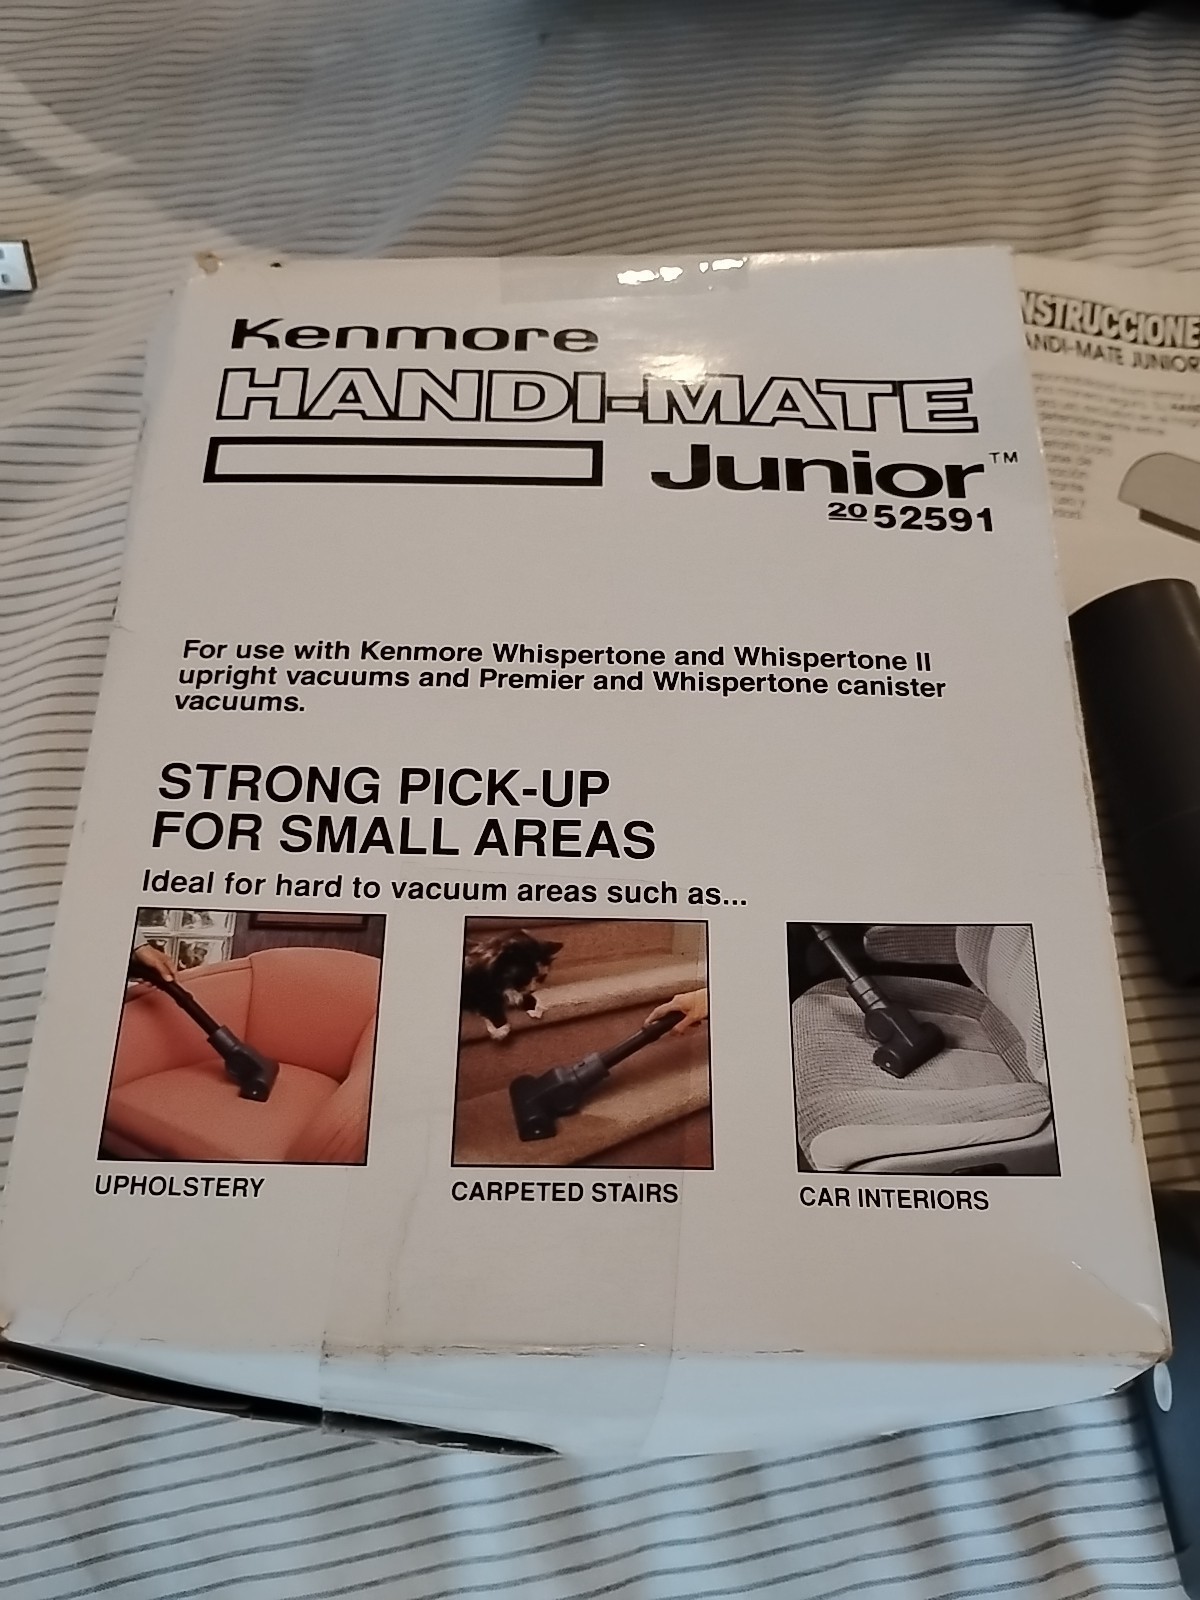 Kenmore
HANDI-MATE
Junior™
20 52591
For use with Kenmore Whispertone and Whispertone II
upright vacuums and Premier and Whispertone canister
vacuums.
STRONG PICK-UP
FOR SMALL AREAS
Ideal for hard to vacuum areas such as...
UPHOLSTERY
CARPETED STAIRS
CAR INTERIORS
NSTRUCCIONE
ANDI-MATE JUNIOR